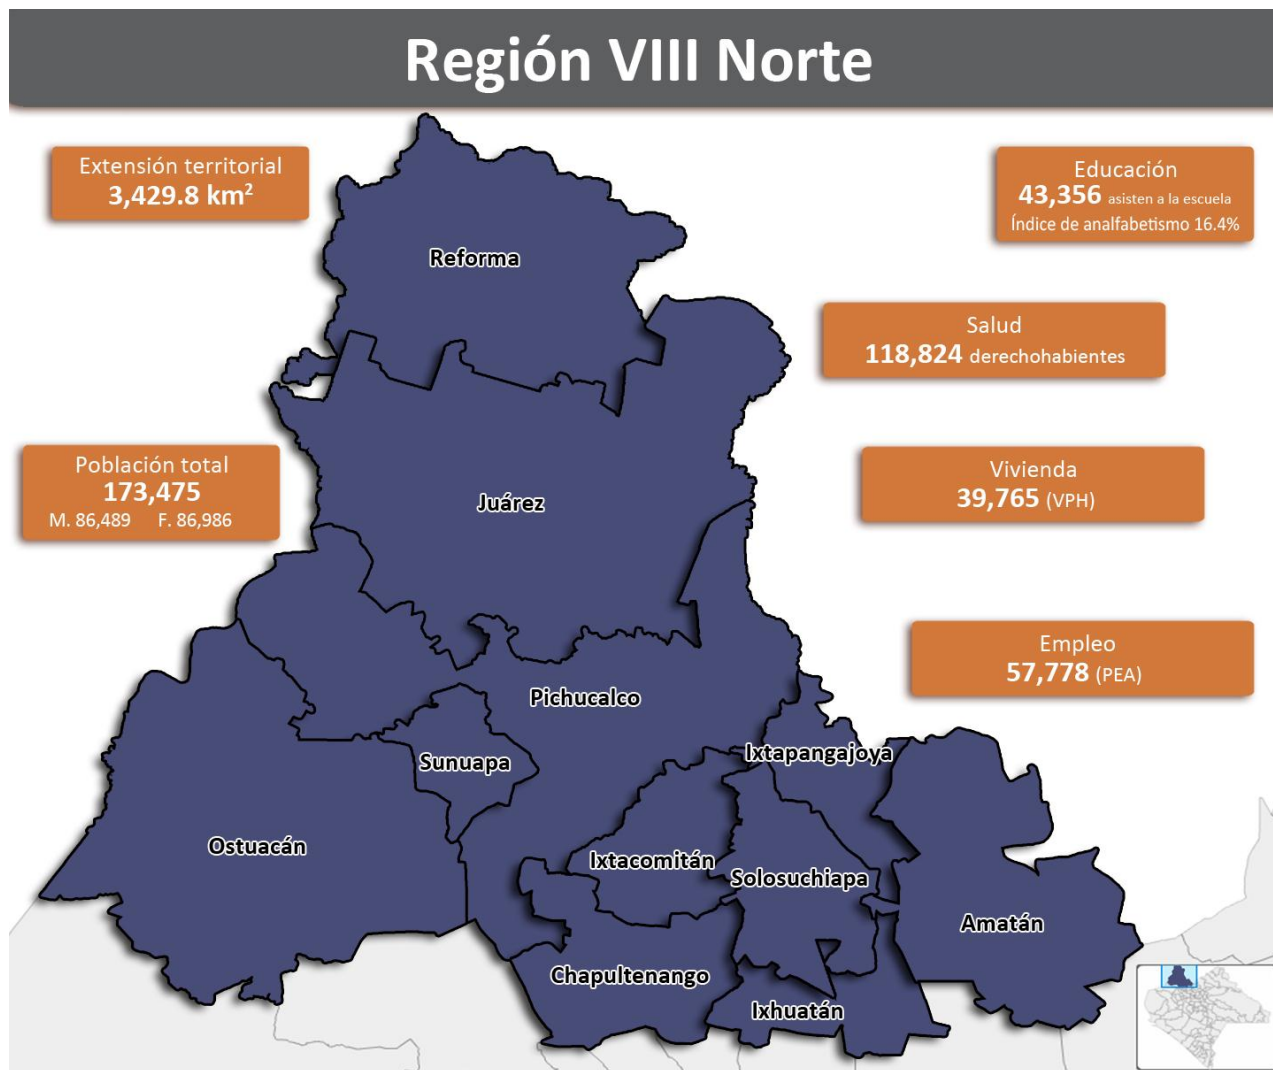 Región VIII Norte
Extensión territorial
3,429.8 km²
Educación
43,356 asisten a la escuela
Índice de analfabetismo 16.4%
Reforma
Salud
118,824 derechohabientes
Población total
173,475
M. 86,489 F. 86,986
Vivienda
39,765 (VPH)
Juárez
Empleo
57,778 (PEA)
Pichucalco
Ixtapangajoya
Sunuapa
Ostuacán
Ixtacomitán
Solosuchiapa
Amatán
Chapultenango
Ixhuatán